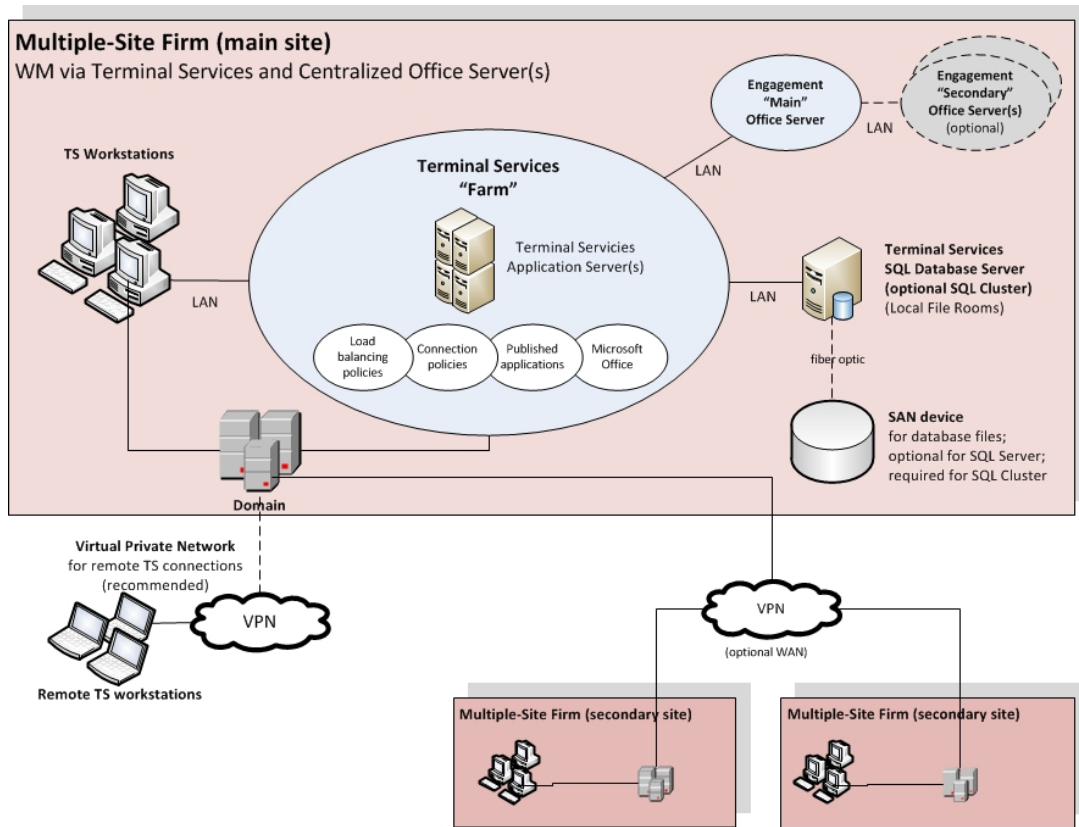 Multiple-Site Firm (main site)
WM via Terminal Services and Centralized Office Server(s)
TS Workstations
LAN
Terminal Services
“Farm”
Terminal Servicies
Application Server(s)
Load
balancing
policies
Connection
policies
Published
applications
Microsoft
Office
LAN
Engagement
“Main”
Office Server
LAN
Engagement
“Secondary”
Office Server(s)
(optional)
LAN
Terminal Services
SQL Database Server
(optional SQL Cluster)
(Local File Rooms)
fiber optic
SAN device
for database files;
optional for SQL Server;
required for SQL Cluster
Domain
Virtual Private Network
for remote TS connections
(recommended)
VPN
Remote TS workstations
VPN
(optional WAN)
Multiple-Site Firm (secondary site)
Multiple-Site Firm (secondary site)